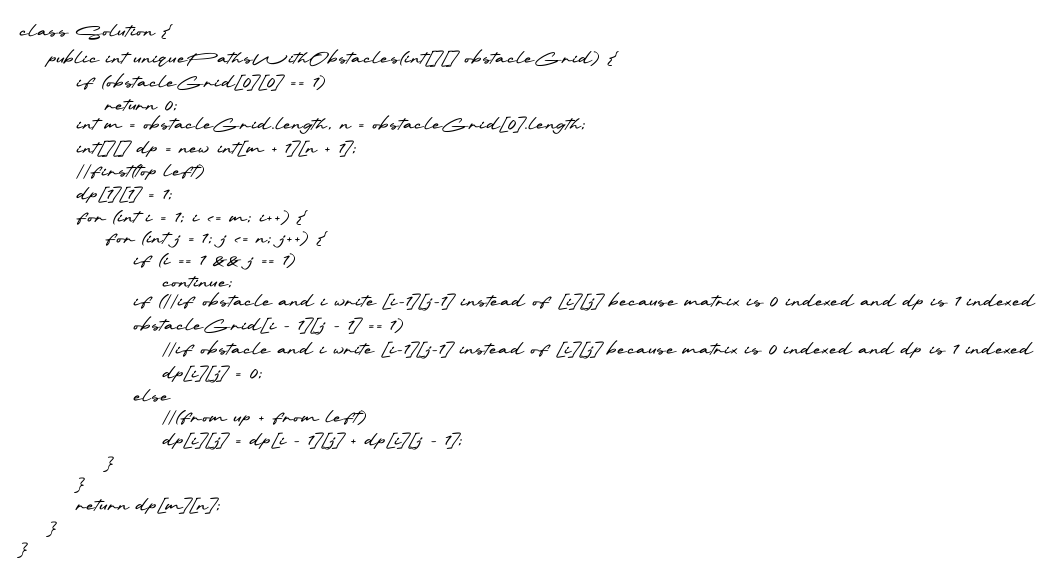 class Solution {
public int uniquePathsWithObstacles(int[][] obstacleGrid) {
if (obstacleGrid[0][0] == 1)
return 0;
int m = obstacleGrid.length, n = obstacleGrid[0].length;
int[][] dp = new int[m + 1][n + 1];
//first(top left)
dp[1][1] = 1;
for (int i = 1; i <= m; i++) {
for (int j = 1; j <= n; j++) {
if (i == 1 && j == 1)
continue;
if (//if obstacle and i write [i-1][j-1] instead of [i][j] because matrix is 0 indexed and dp is 1 indexed
obstacleGrid[i - 1][j - 1] == 1)
//if obstacle and i write [i-1][j-1] instead of [i][j] because matrix is 0 indexed and dp is 1 indexed
dp[i][j] = 0;
else
//(from up + from left)
dp[i][j] = dp[i - 1][j] + dp[i][j - 1];
}
}
return dp[m][n];
}
}